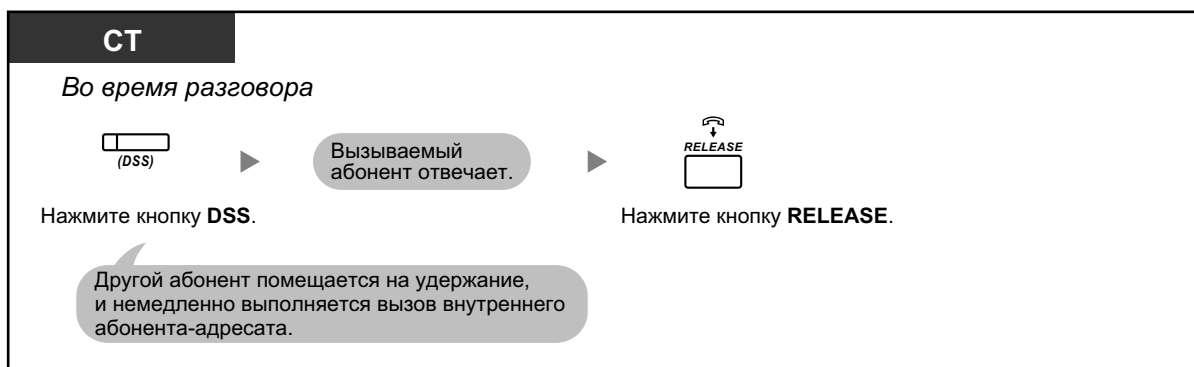 СТ
Во время разговора
(DSS)
Вызываемый
абонент отвечает.
RELEASE
Нажмите кнопку DSS.
Нажмите кнопку RELEASE.
Другой абонент помещается на удержание,
и немедленно выполняется вызов внутреннего
абонента-адресата.